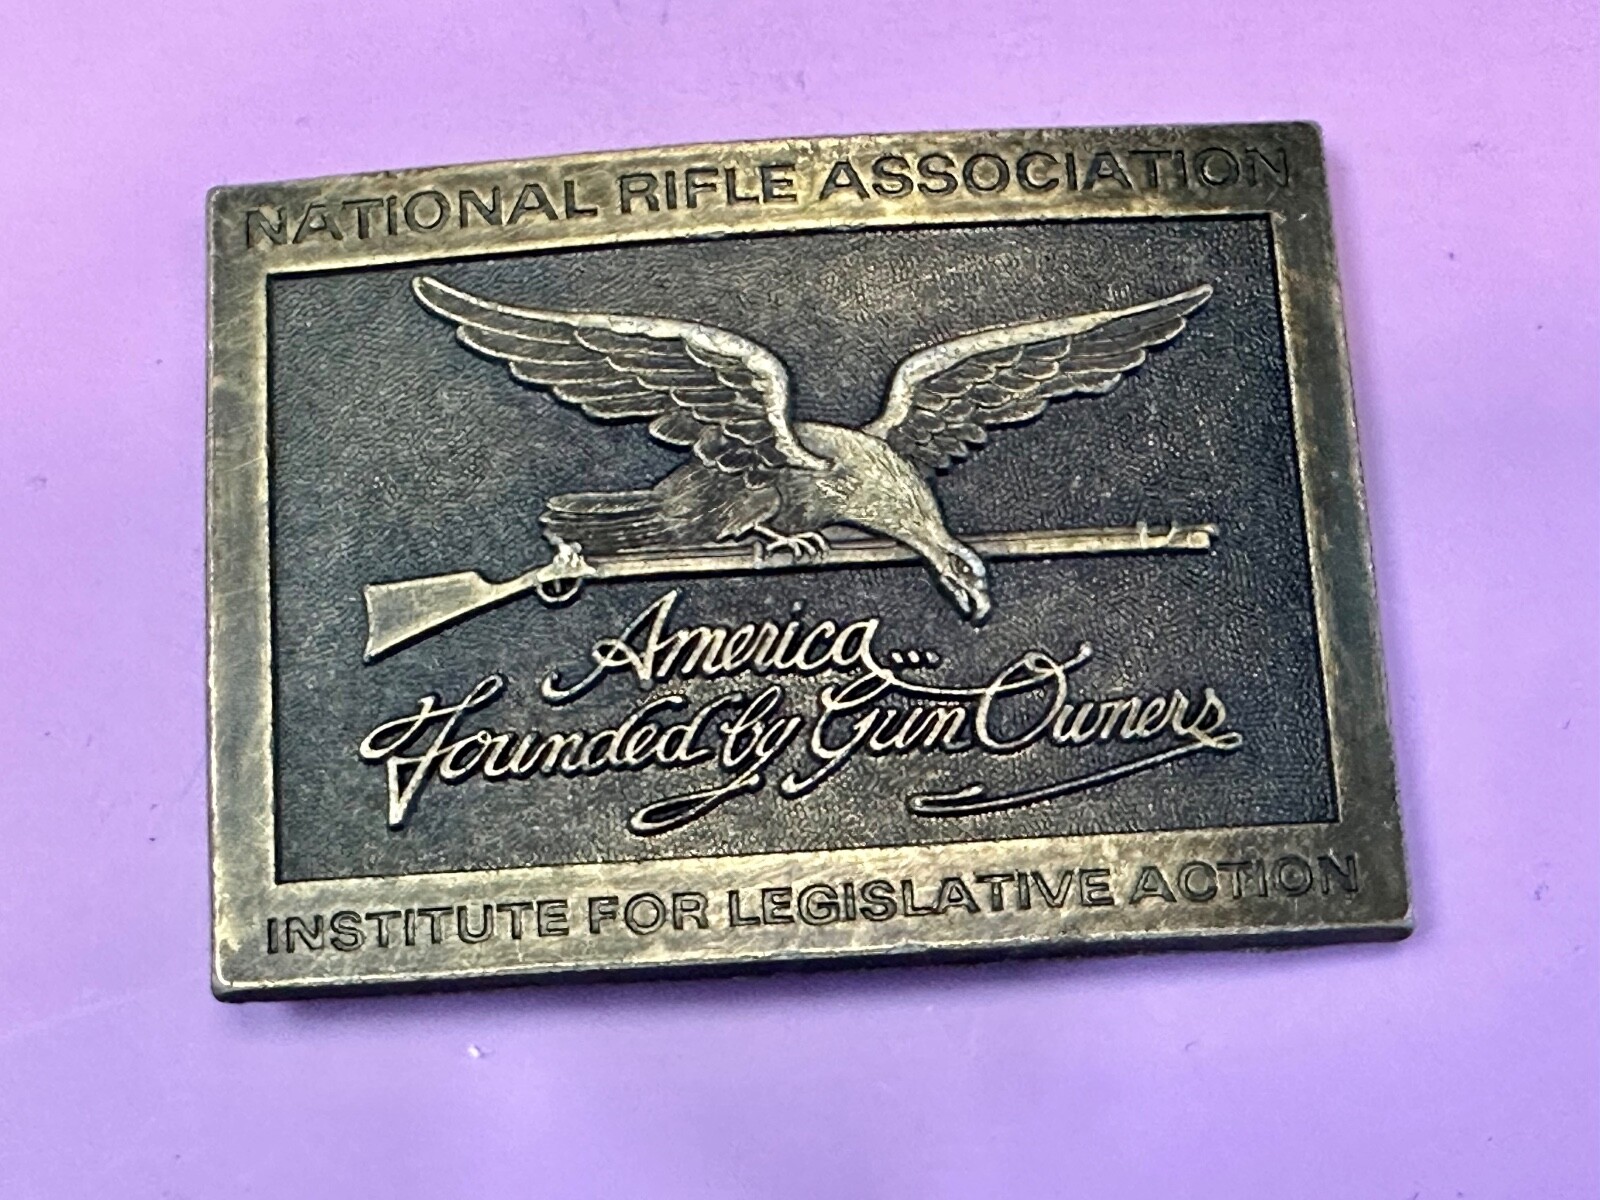 NATIONAL RIFLE ASSOCIATION
America...
Founded by Gun Owners
INSTITUTE FOR LEGISLATIVE ACTION